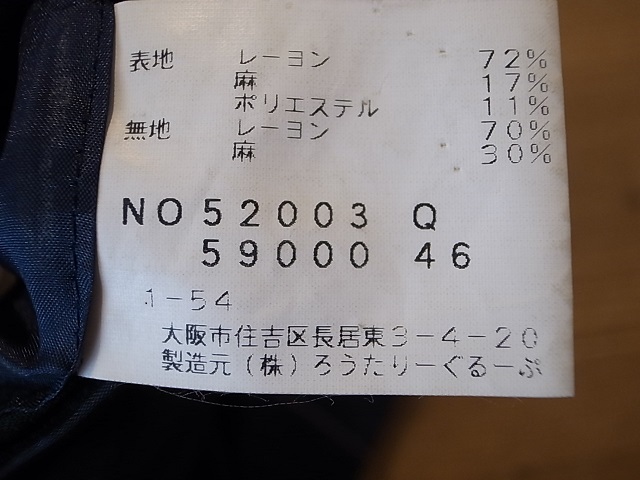 表地 レーヨン 72%
麻 17%
ポリエステル 11%
無地 レーヨン 70%
麻 30%
NO52003 Q
59000 46
1-54
大阪市住吉区長居東3-4-20
製造元(株)ろうたりーぐるーぷ